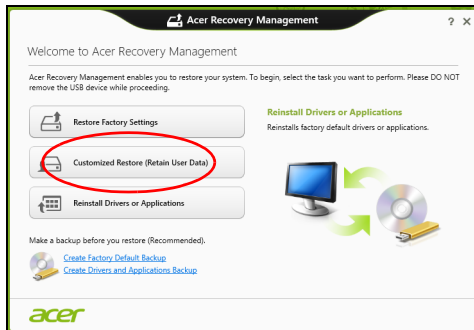 Acer Recovery Management
? X
Welcome to Acer Recovery Management
Acer Recovery Management enables you to restore your system. To begin, select the task you want to perform. Please DO NOT
remove the USB device while proceeding.
Restore Factory Settings
Customized Restore (Retain User Data)
Reinstall Drivers or Applications
Reinstall Drivers or Applications
Reinstalls factory default drivers or applications.
Make a backup before you restore (Recommended).
Create Factory Default Backup
Create Drivers and Applications Backup
acer